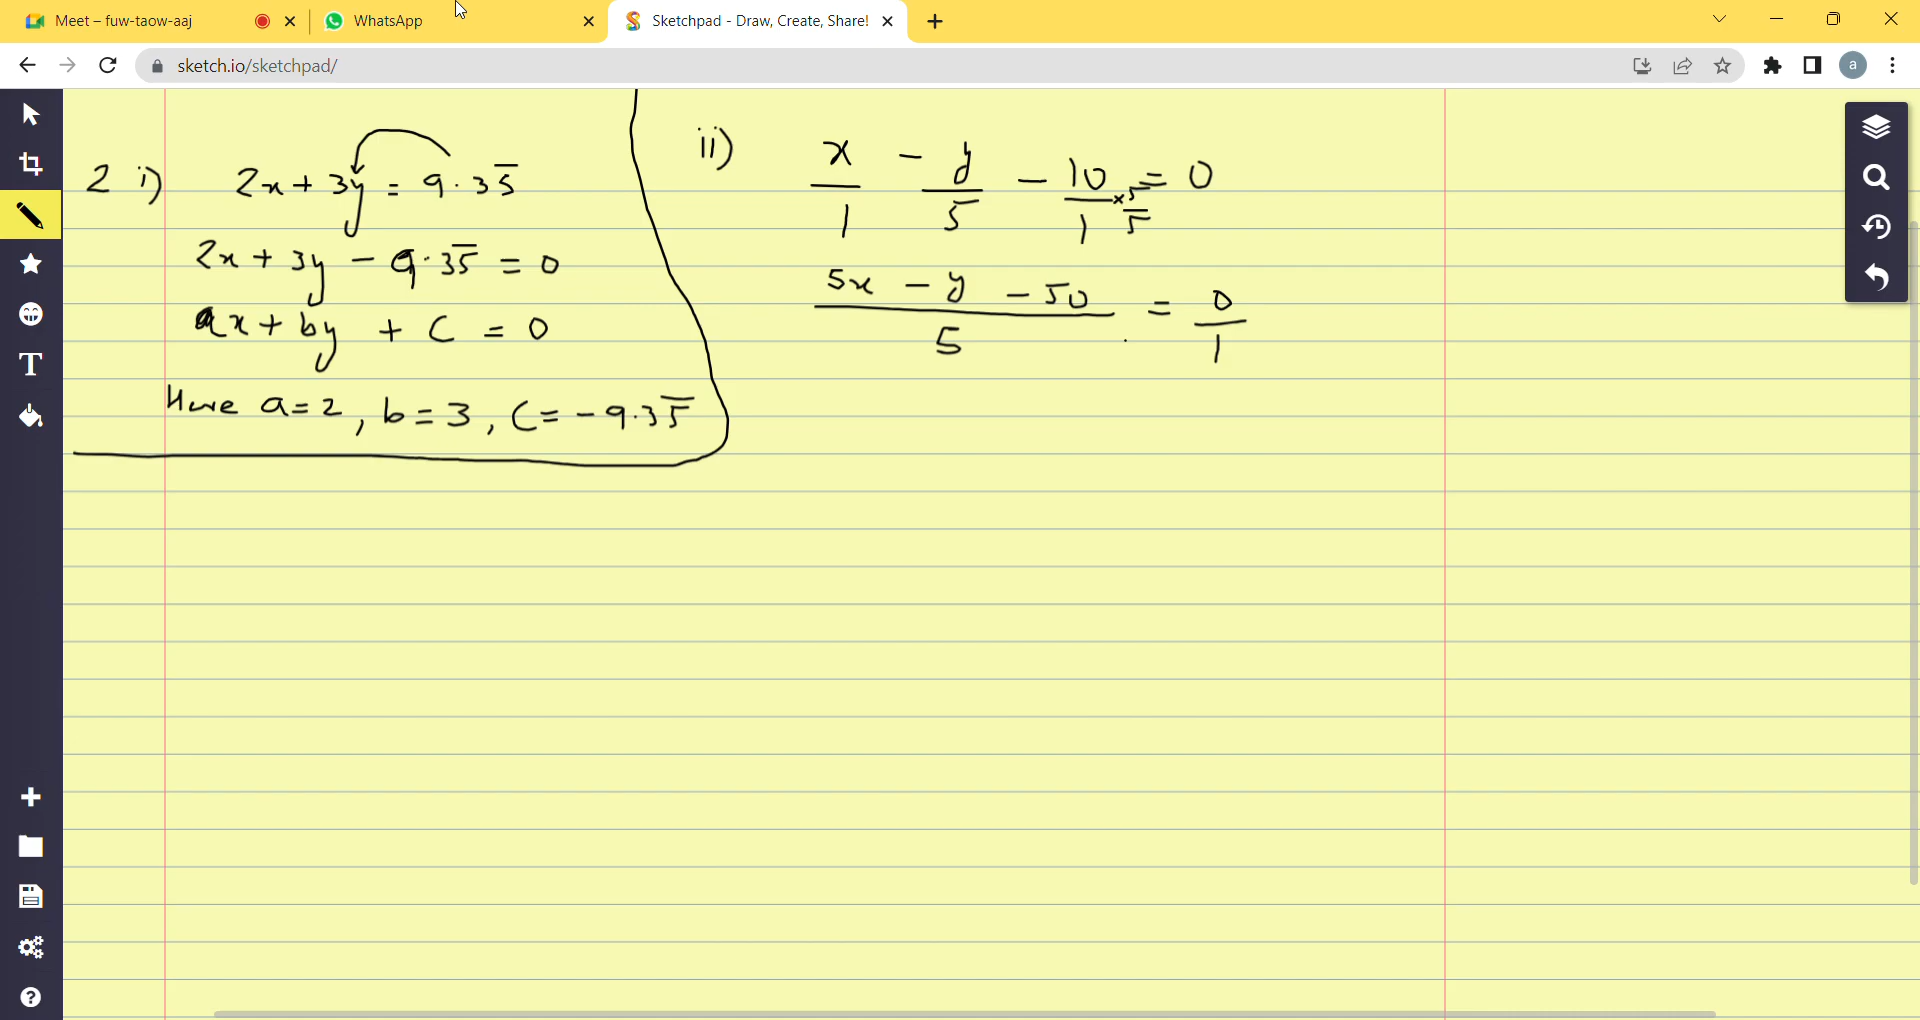 Meet – fuw-taow-aaj
WhatsApp
Sketchpad - Draw, Create, Share!
sketch.io/sketchpad/
a
2 i) 2x + 3y = 9.35̅
2x + 3y - 9.35̅ = 0
ax + by + c = 0
Here a=2, b=3, c= -9.35̅
ii) x/1 - y/5 - 10/1 × 5/5 = 0
5x - y - 50 / 5 = 0/1
T
?